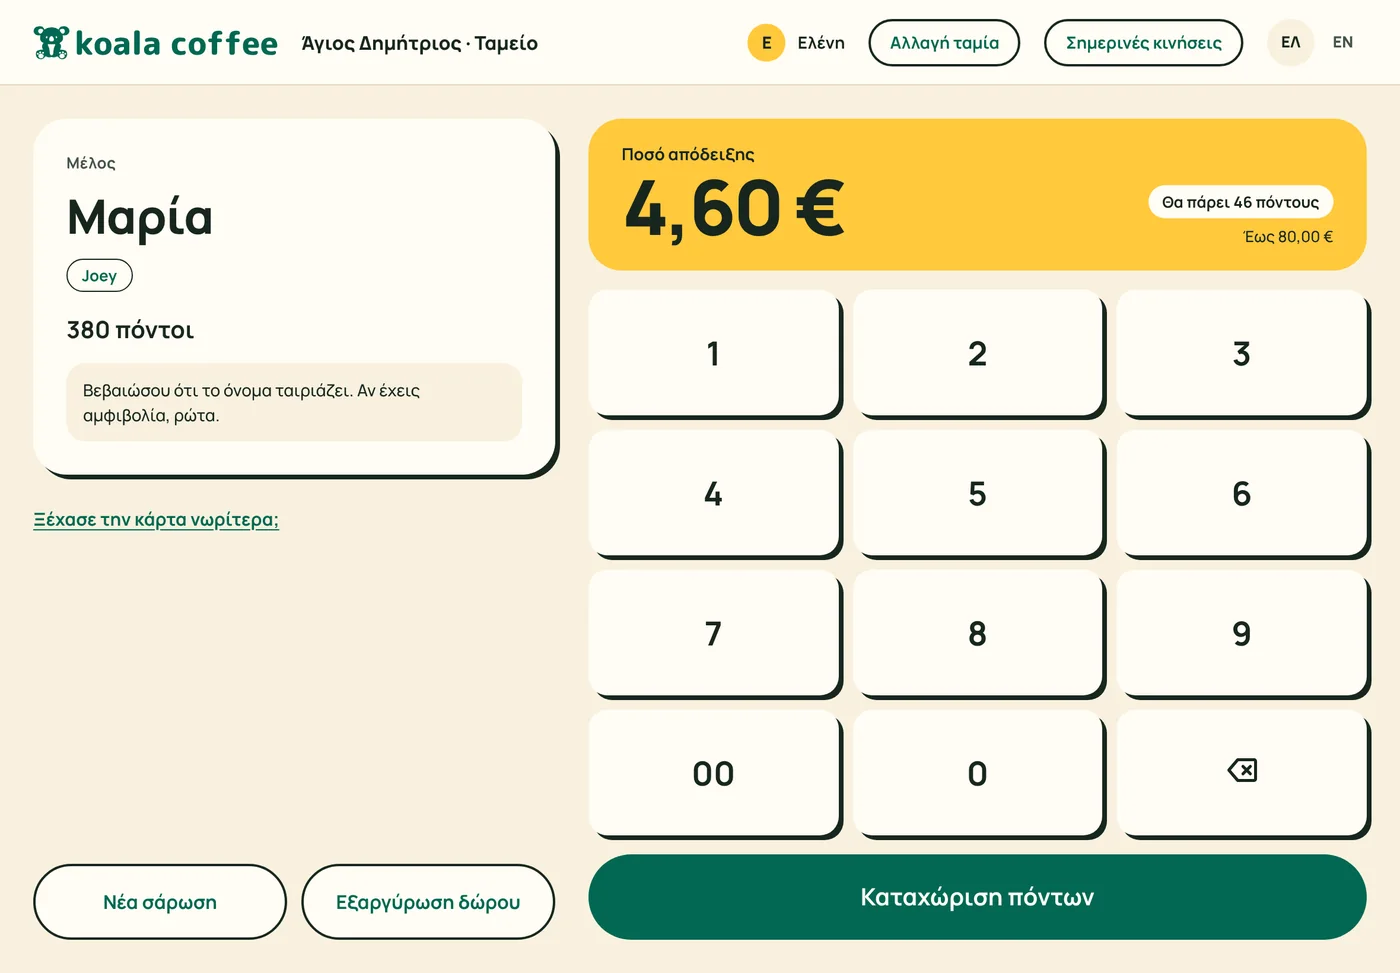 koala coffee Άγιος Δημήτριος · Ταμείο
Ε Ελένη
Αλλαγή ταμία
Σημερινές κινήσεις
ΕΛ EN
Μέλος
Μαρία
Joey
380 πόντοι
Βεβαιώσου ότι το όνομα ταιριάζει. Αν έχεις
αμφιβολία, ρώτα.
Ξέχασε την κάρτα νωρίτερα;
Νέα σάρωση
Εξαργύρωση δώρου
Ποσό απόδειξης
4,60 €
Θα πάρει 46 πόντους
Έως 80,00 €
1 2 3
4 5 6
7 8 9
00 0
Καταχώριση πόντων